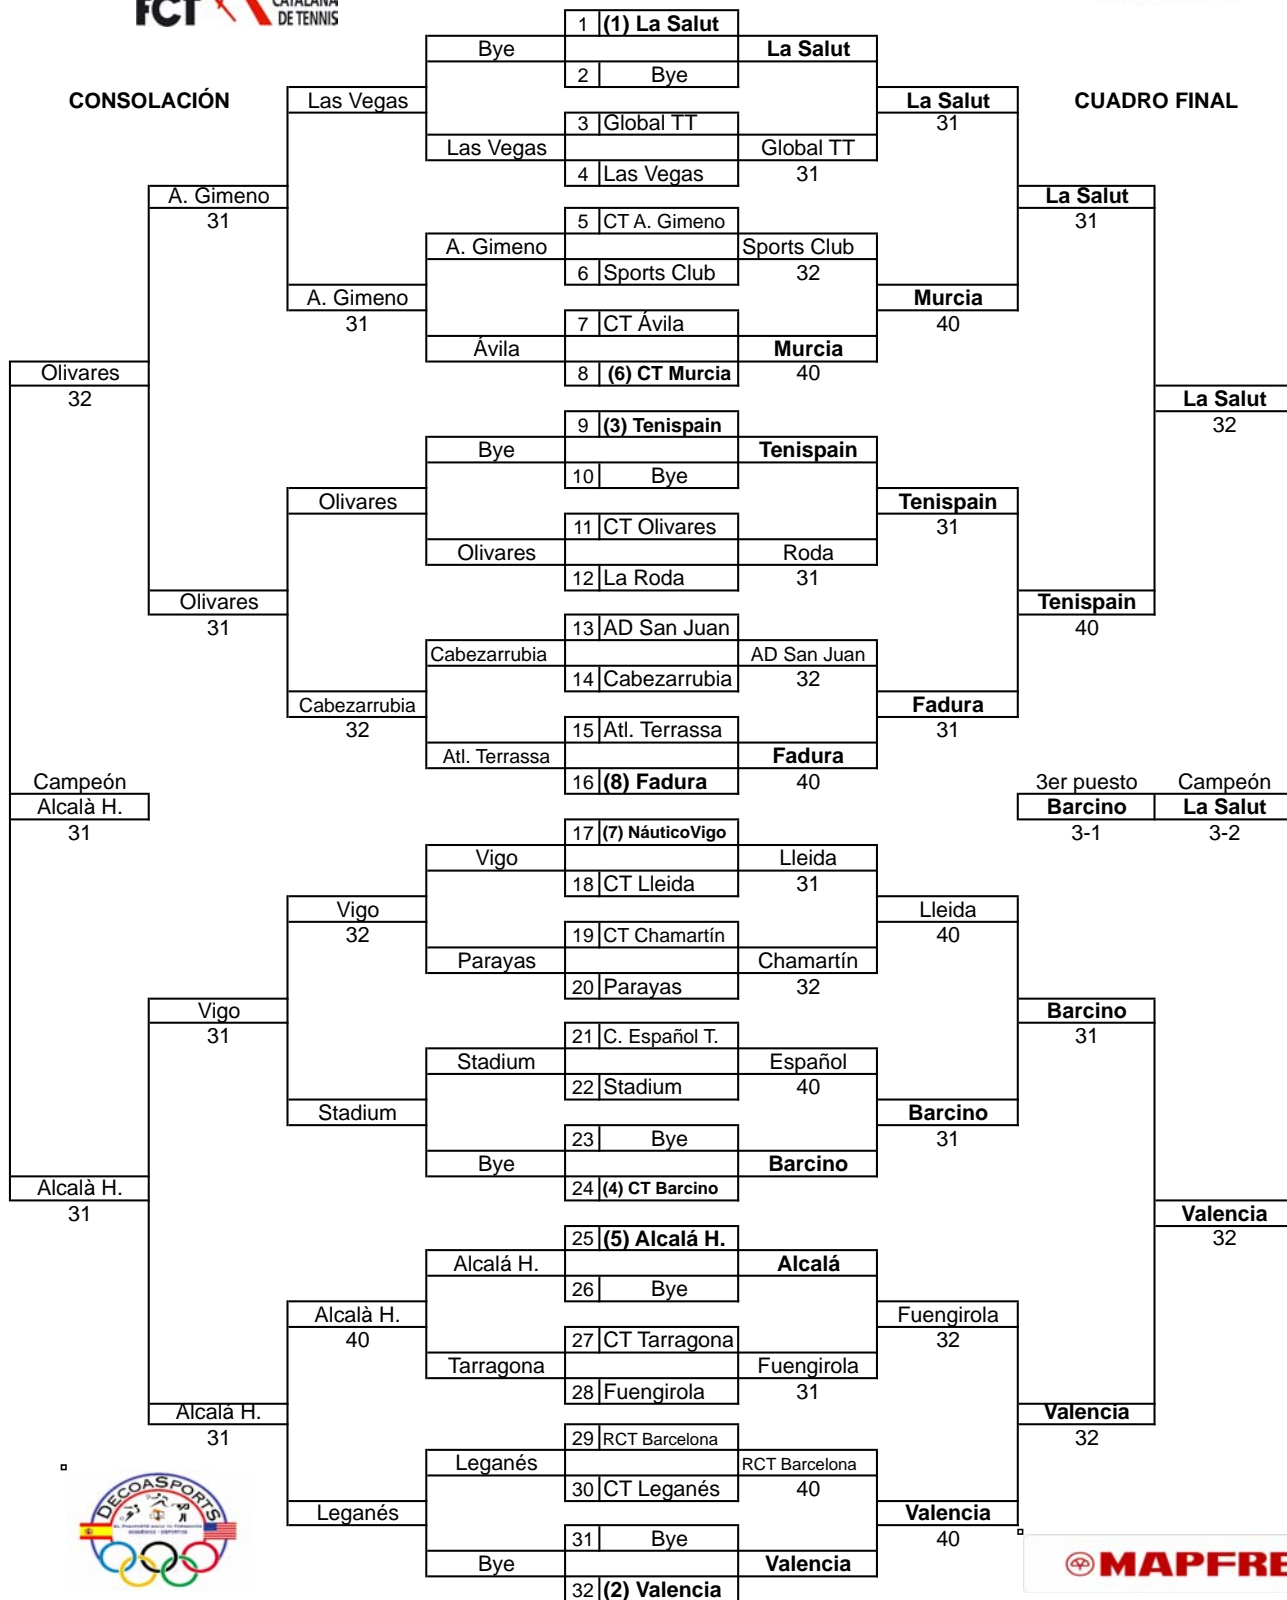 FCT
CATALANA
DE TENNIS
1 (1) La Salut
Bye La Salut
2 Bye
CONSOLACIÓN Las Vegas La Salut CUADRO FINAL
3 Global TT 31
Las Vegas Global TT
4 Las Vegas 31
A. Gimeno La Salut
31 5 CT A. Gimeno 31
A. Gimeno Sports Club
6 Sports Club 32
A. Gimeno Murcia
31 7 CT Ávila 40
Ávila Murcia
Olivares 8 (6) CT Murcia 40
32 La Salut
9 (3) Tenispain 32
Bye Tenispain
10 Bye
Olivares Tenispain
11 CT Olivares 31
Olivares Roda
12 La Roda 31
Olivares Tenispain
31 13 AD San Juan 40
Cabezarrubia AD San Juan
14 Cabezarrubia 32
Cabezarrubia Fadura
32 15 Atl. Terrassa 31
Atl. Terrassa Fadura
Campeón 16 (8) Fadura 40 3er puesto Campeón
Alcalà H. Barcino La Salut
31 17 (7) NáuticoVigo 3-1 3-2
Vigo Lleida
18 CT Lleida 31
Vigo Lleida
32 19 CT Chamartín 40
Parayas Chamartín
20 Parayas 32
Vigo Barcino
31 21 C. Español T. 31
Stadium Español
22 Stadium 40
Stadium Barcino
23 Bye 31
Bye Barcino
Alcalà H. 24 (4) CT Barcino
31 Valencia
25 (5) Alcalá H. 32
Alcalá H. Alcalá
26 Bye
Alcalà H. Fuengirola
40 27 CT Tarragona 32
Tarragona Fuengirola
28 Fuengirola 31
Alcalá H. Valencia
31 29 RCT Barcelona 32
Leganés RCT Barcelona
30 CT Leganés 40
Leganés Valencia
31 Bye 40
Bye Valencia
32 (2) Valencia
DECOASPORTS
MAPFRE